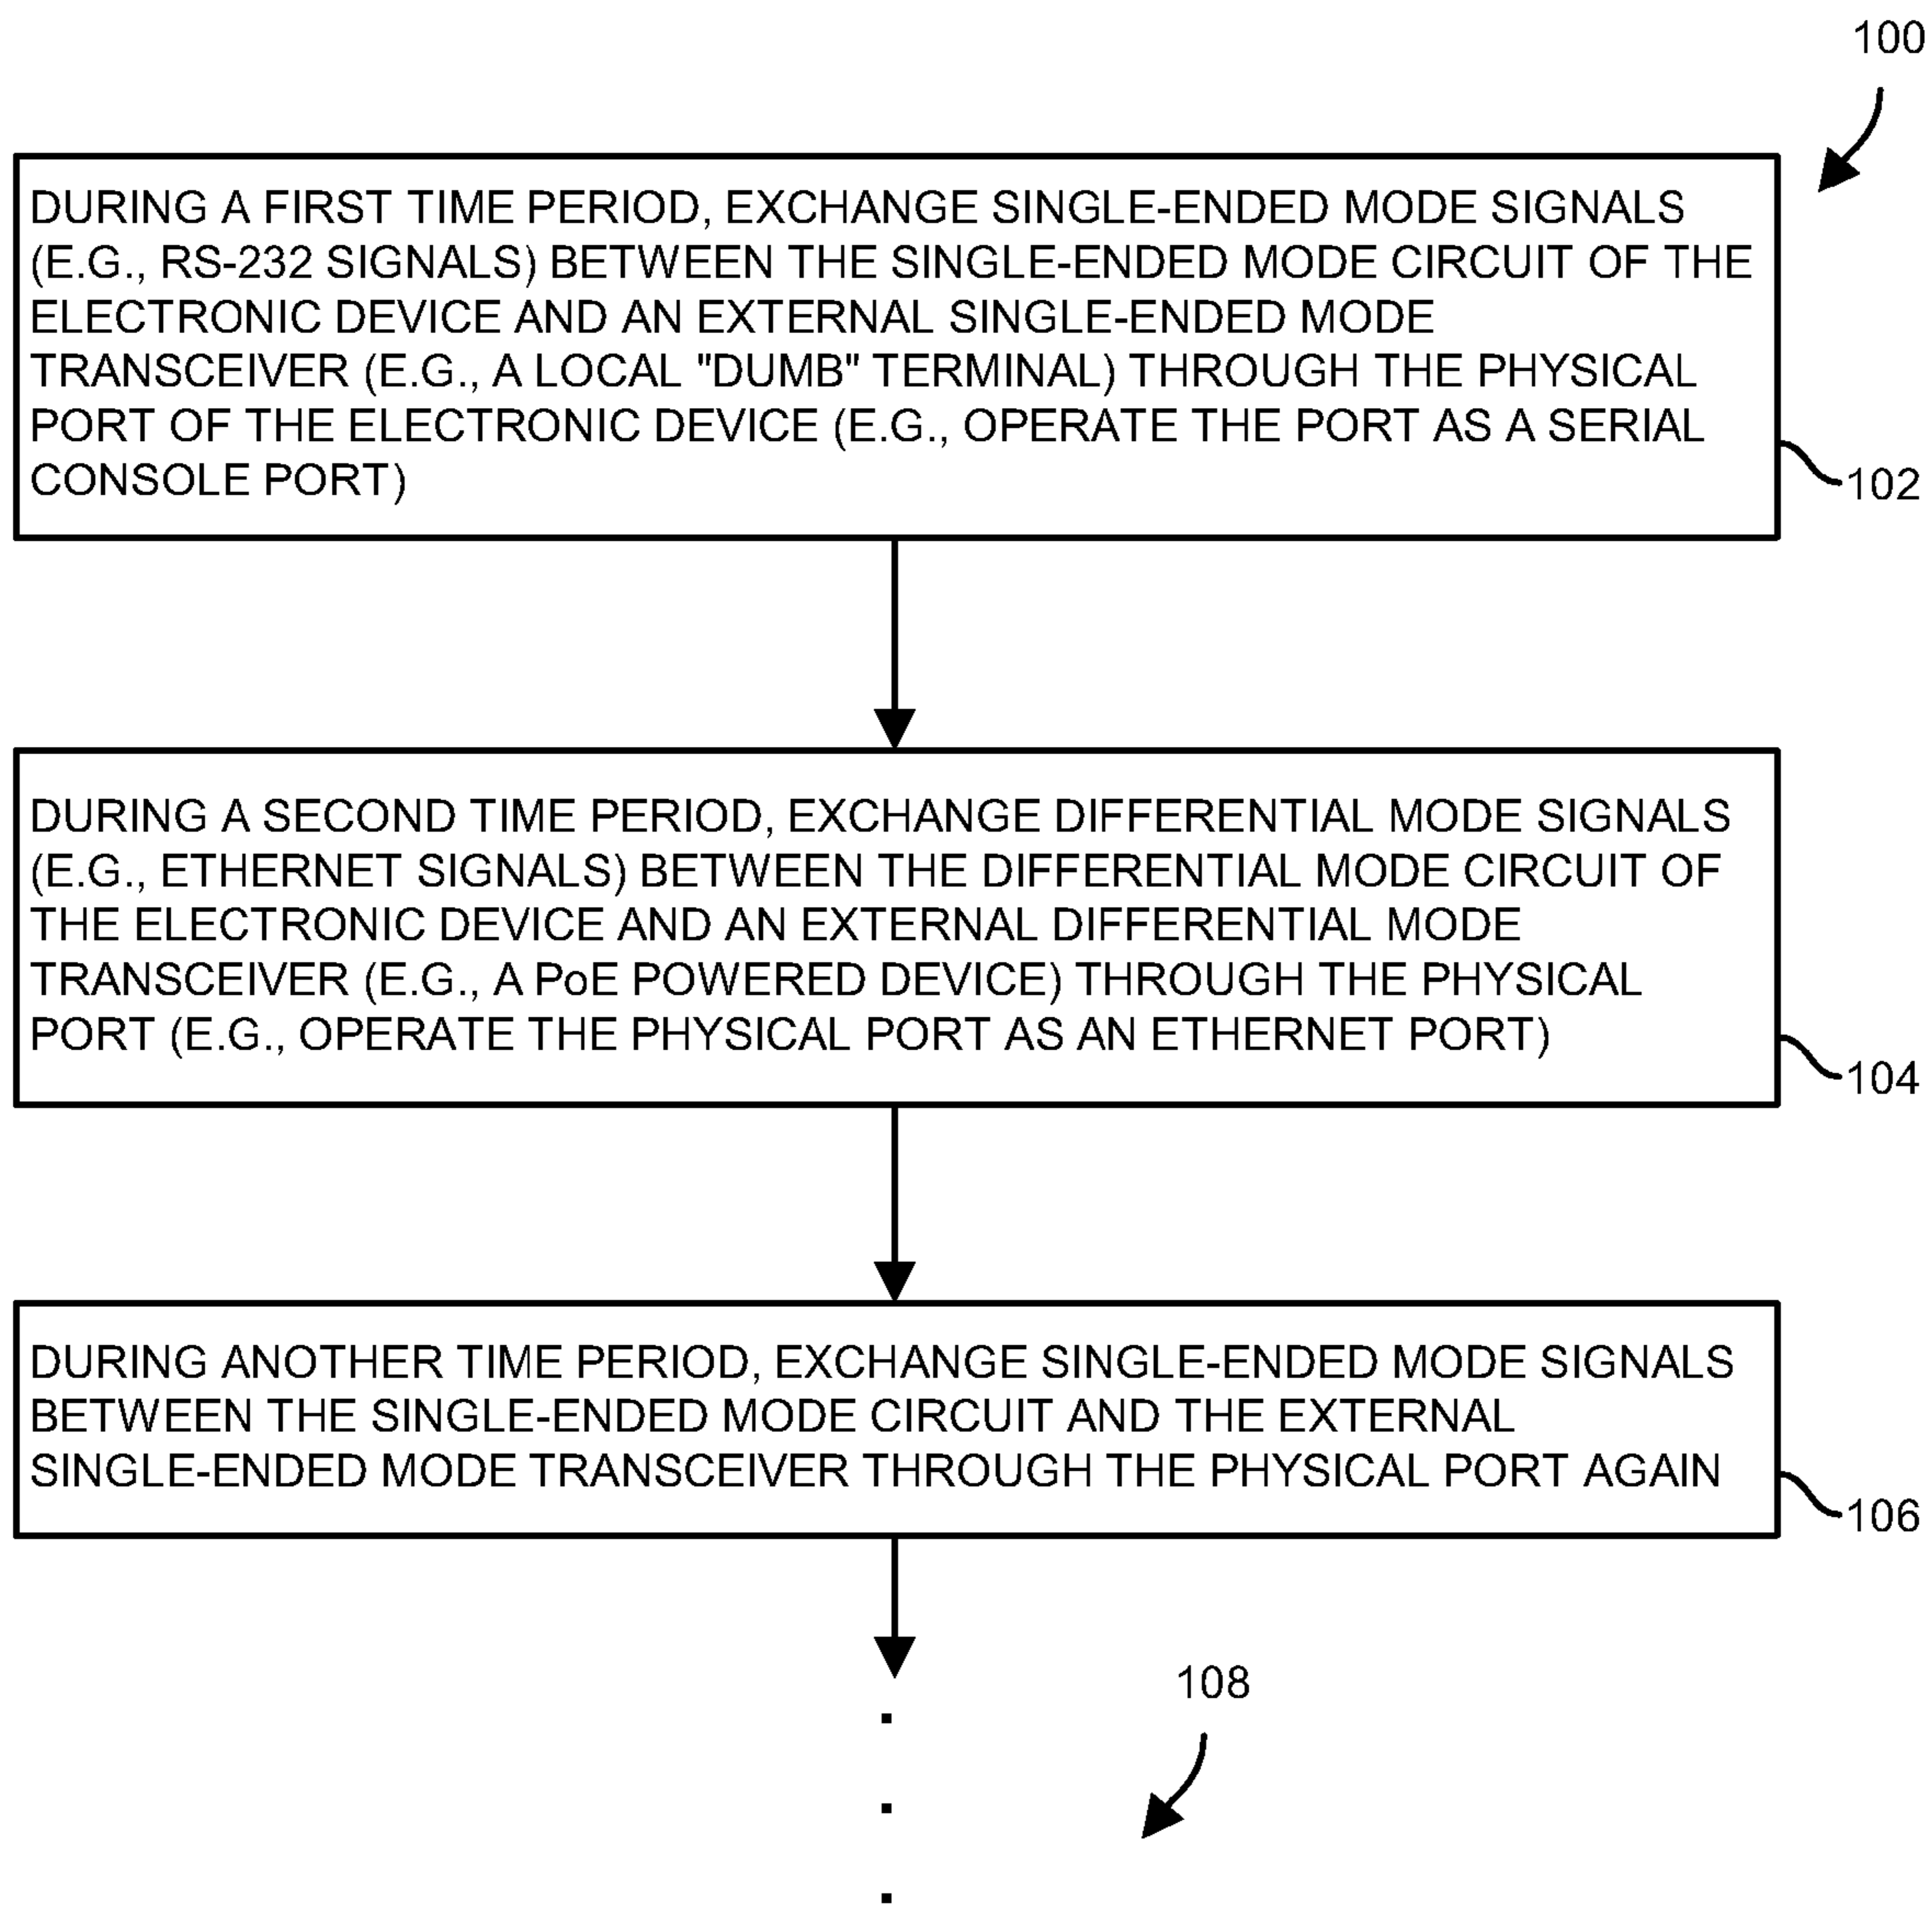 100
DURING A FIRST TIME PERIOD, EXCHANGE SINGLE-ENDED MODE SIGNALS
(E.G., RS-232 SIGNALS) BETWEEN THE SINGLE-ENDED MODE CIRCUIT OF THE
ELECTRONIC DEVICE AND AN EXTERNAL SINGLE-ENDED MODE
TRANSCEIVER (E.G., A LOCAL "DUMB" TERMINAL) THROUGH THE PHYSICAL
PORT OF THE ELECTRONIC DEVICE (E.G., OPERATE THE PORT AS A SERIAL
CONSOLE PORT)
102
DURING A SECOND TIME PERIOD, EXCHANGE DIFFERENTIAL MODE SIGNALS
(E.G., ETHERNET SIGNALS) BETWEEN THE DIFFERENTIAL MODE CIRCUIT OF
THE ELECTRONIC DEVICE AND AN EXTERNAL DIFFERENTIAL MODE
TRANSCEIVER (E.G., A PoE POWERED DEVICE) THROUGH THE PHYSICAL
PORT (E.G., OPERATE THE PHYSICAL PORT AS AN ETHERNET PORT)
104
DURING ANOTHER TIME PERIOD, EXCHANGE SINGLE-ENDED MODE SIGNALS
BETWEEN THE SINGLE-ENDED MODE CIRCUIT AND THE EXTERNAL
SINGLE-ENDED MODE TRANSCEIVER THROUGH THE PHYSICAL PORT AGAIN
106
108